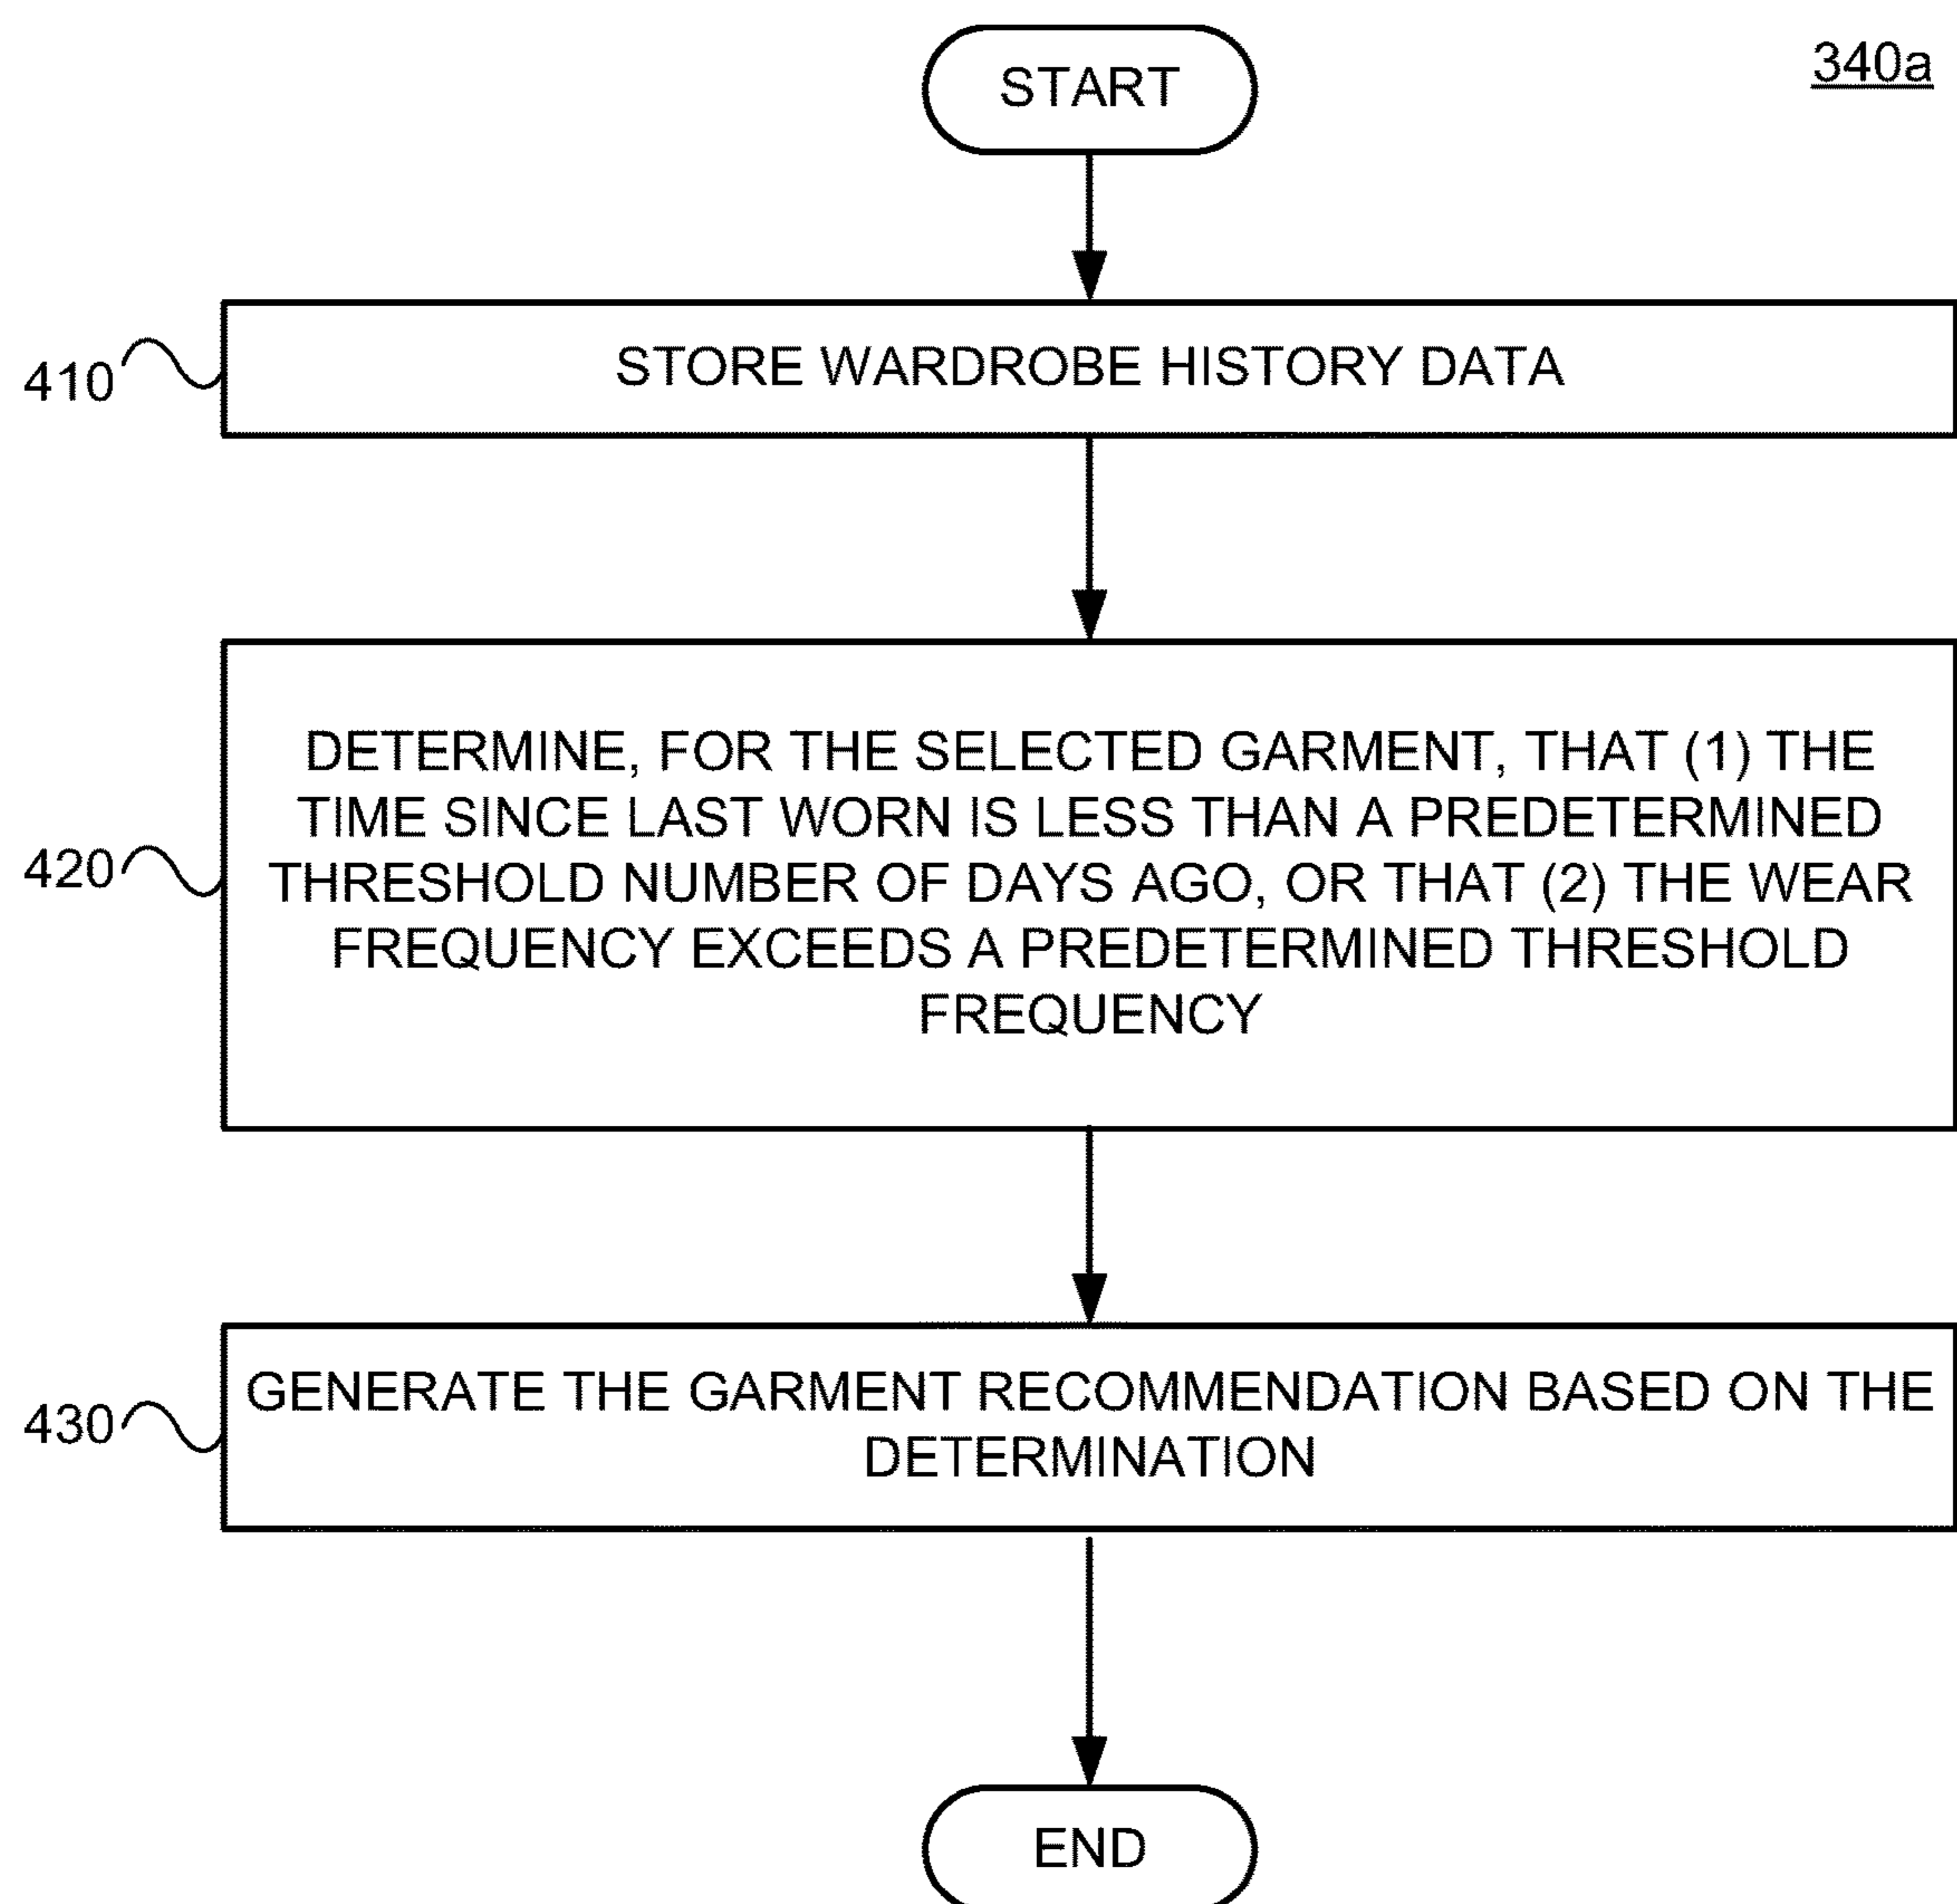 340a
START
410
STORE WARDROBE HISTORY DATA
420
DETERMINE, FOR THE SELECTED GARMENT, THAT (1) THE
TIME SINCE LAST WORN IS LESS THAN A PREDETERMINED
THRESHOLD NUMBER OF DAYS AGO, OR THAT (2) THE WEAR
FREQUENCY EXCEEDS A PREDETERMINED THRESHOLD
FREQUENCY
430
GENERATE THE GARMENT RECOMMENDATION BASED ON THE
DETERMINATION
END